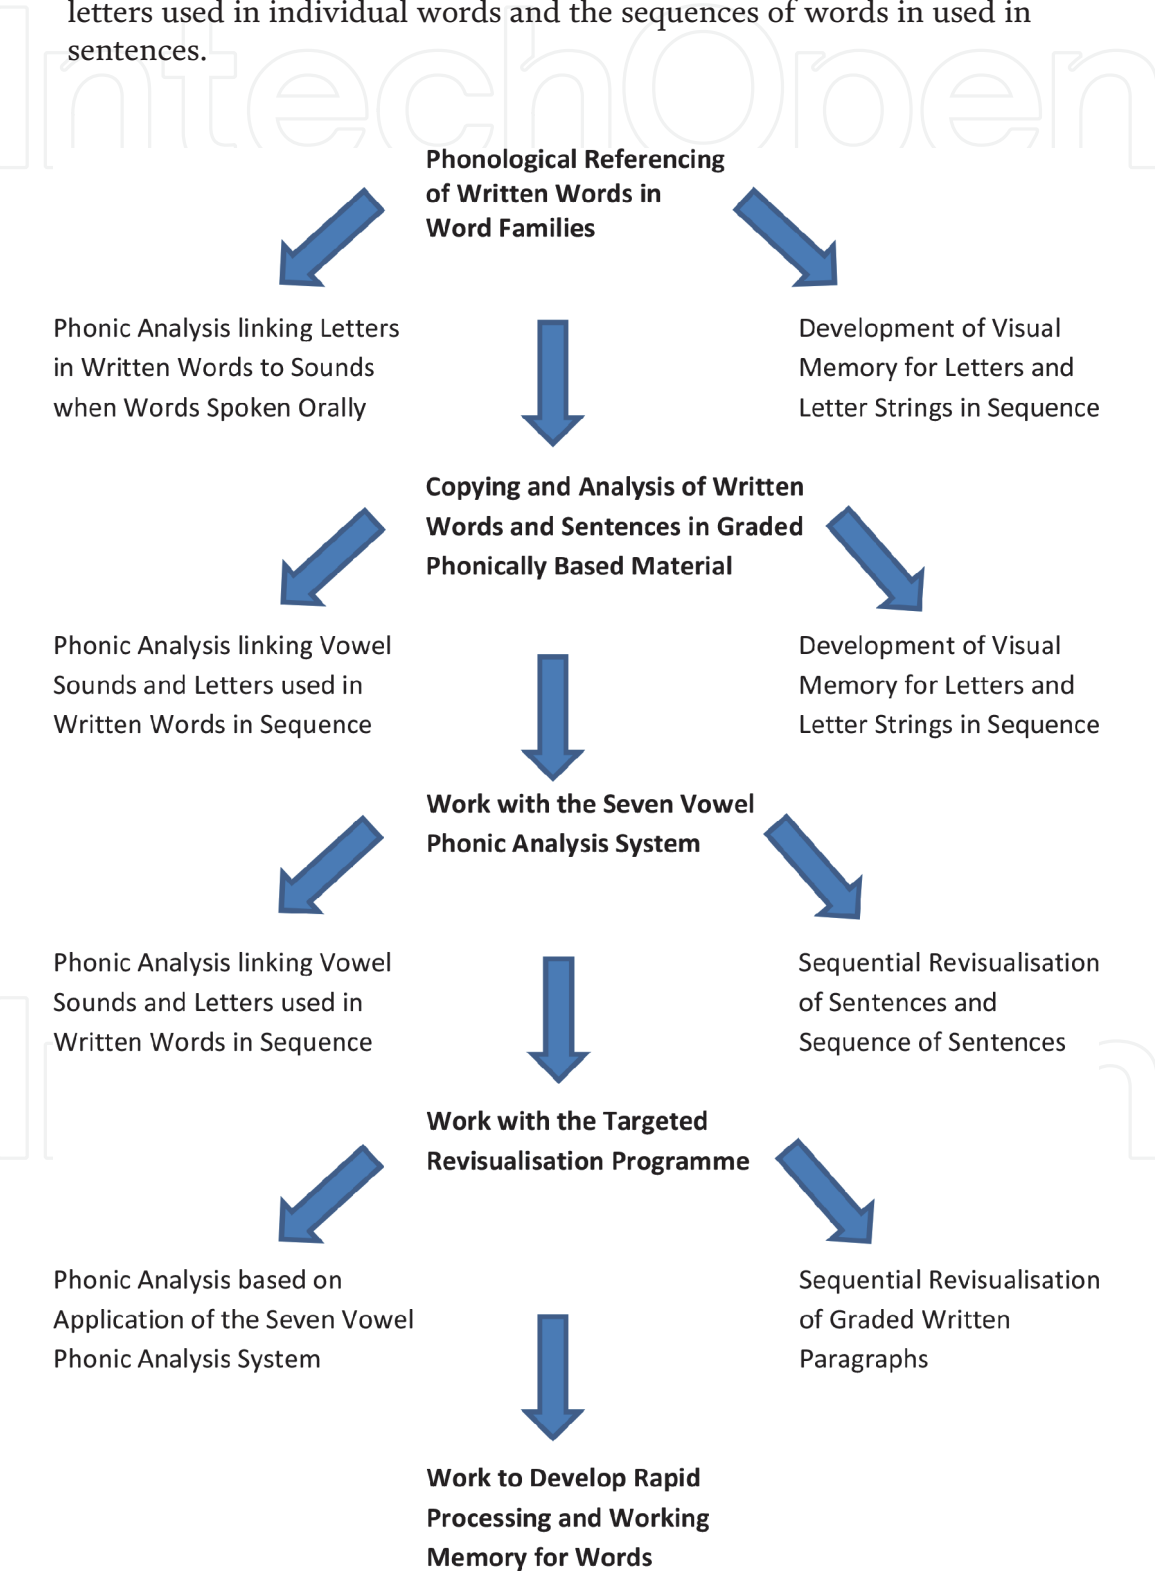 letters used in individual words and the sequences of words in used in
sentences.
IntechOpen
Phonological Referencing
of Written Words in
Word Families
Phonic Analysis linking Letters
in Written Words to Sounds
when Words Spoken Orally
Development of Visual
Memory for Letters and
Letter Strings in Sequence
Copying and Analysis of Written
Words and Sentences in Graded
Phonically Based Material
Phonic Analysis linking Vowel
Sounds and Letters used in
Written Words in Sequence
Development of Visual
Memory for Letters and
Letter Strings in Sequence
Work with the Seven Vowel
Phonic Analysis System
Phonic Analysis linking Vowel
Sounds and Letters used in
Written Words in Sequence
Sequential Revisualisation
of Sentences and
Sequence of Sentences
Work with the Targeted
Revisualisation Programme
Phonic Analysis based on
Application of the Seven Vowel
Phonic Analysis System
Sequential Revisualisation
of Graded Written
Paragraphs
Work to Develop Rapid
Processing and Working
Memory for Words